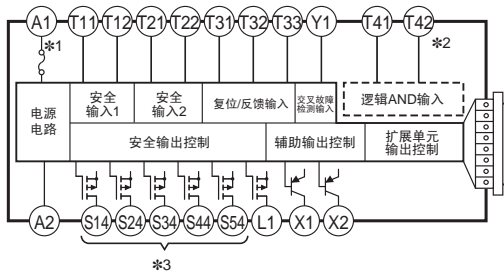 A1 T11 T12 T21 T22 T31 T32 T33 Y1 T41 T42
✻1
✻2
电源
电路
安全
输入1
安全
输入2
复位/反馈输入
交叉故障
检测输入
逻辑AND输入
安全输出控制
辅助输出控制
扩展单元
输出控制
A2 S14 S24 S34 S44 S54 L1 X1 X2
✻3